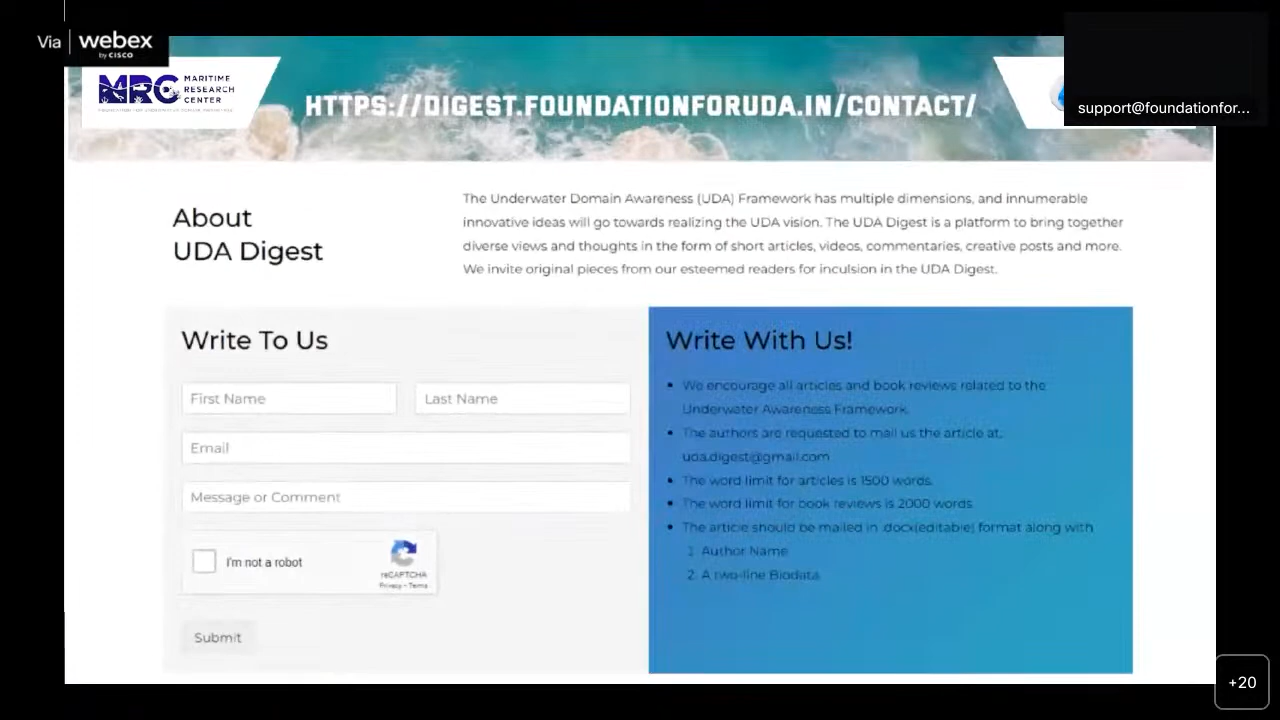 Via webex
by CISCO
MRC MARITIME
RESEARCH
CENTER
HTTPS://DIGEST.FOUNDATIONFORUDA.IN/CONTACT/
support@foundationfor...
About
UDA Digest
The Underwater Domain Awareness (UDA) Framework has multiple dimensions, and innumerable
innovative ideas will go towards realizing the UDA vision. The UDA Digest is a platform to bring together
diverse views and thoughts in the form of short articles, videos, commentaries, creative posts and more.
We invite original pieces from our esteemed readers for inculsion in the UDA Digest.
Write To Us
First Name Last Name
Email
Message or Comment
I'm not a robot
reCAPTCHA
Privacy - Terms
Submit
Write With Us!
• We encourage all articles and book reviews related to the
Underwater Awareness Framework.
• The authors are requested to mail us the article at:
uda.digest@gmail.com
• The word limit for articles is 1500 words.
• The word limit for book reviews is 2000 words.
• The article should be mailed in .docx(editable) format along with
1. Author Name
2. A two-line Biodata.
+20